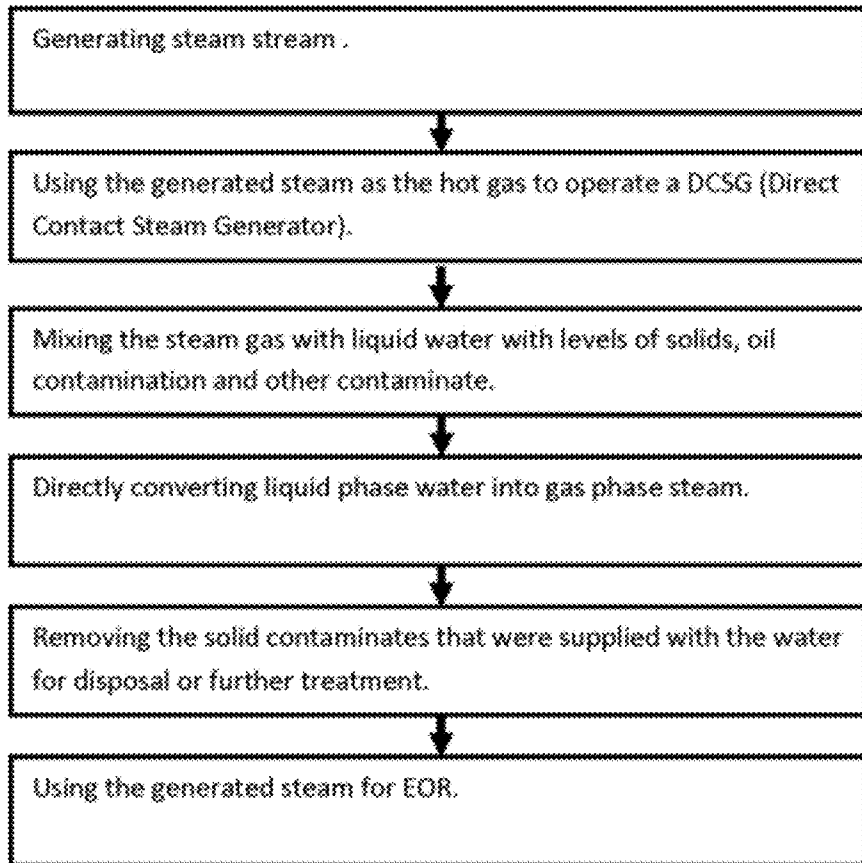 Generating steam stream .
Using the generated steam as the hot gas to operate a DCSG (Direct
Contact Steam Generator).
Mixing the steam gas with liquid water with levels of solids, oil
contamination and other contaminate.
Directly converting liquid phase water into gas phase steam.
Removing the solid contaminates that were supplied with the water
for disposal or further treatment.
Using the generated steam for EOR.